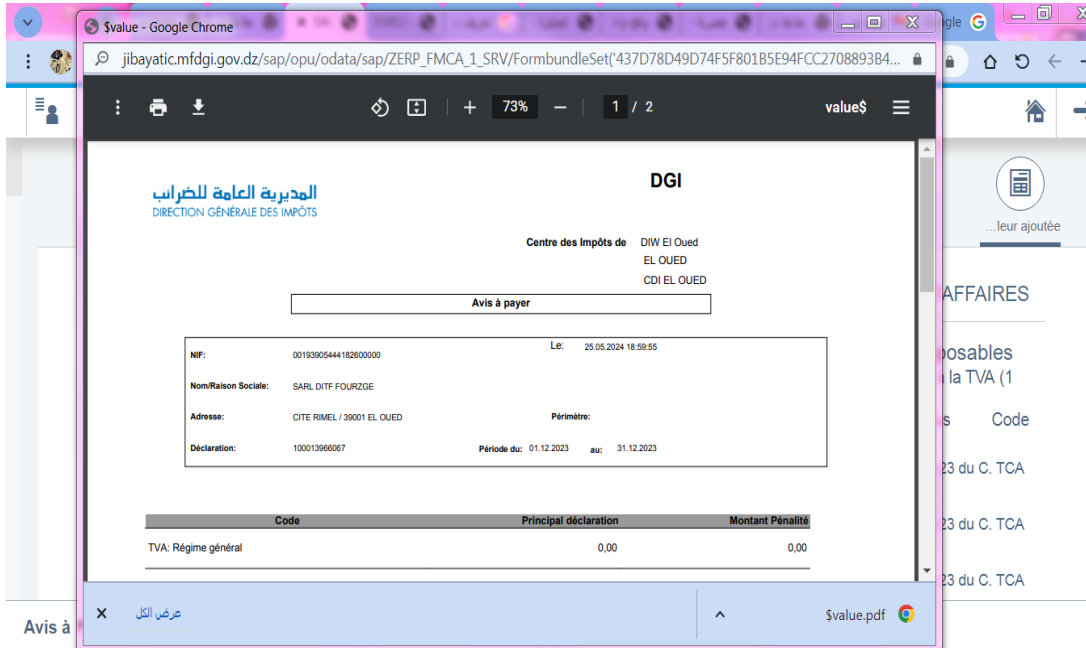 $value - Google Chrome
gle
jibayatic.mfdgi.gov.dz/sap/opu/odata/sap/ZERP_FMCA_1_SRV/FormbundleSet('437D78D49D74F5F801B5E94FCC2708893B4...
73%
1 / 2
value$
المديرية العامة للضرائب
DIRECTION GÉNÉRALE DES IMPÔTS
DGI
Centre des Impôts de DIW El Oued
EL OUED
CDI EL OUED
Avis à payer
NIF: 00193905444182600000
Le: 25.05.2024 18:59:55
Nom/Raison Sociale: SARL DITF FOURZGE
Adresse: CITE RIMEL / 39001 EL OUED
Périmètre:
Déclaration: 100013966067
Période du: 01.12.2023 au: 31.12.2023
Code Principal déclaration Montant Pénalité
TVA: Régime général 0,00 0,00
...leur ajoutée
AFFAIRES
posables
la TVA (1
s Code
23 du C. TCA
23 du C. TCA
23 du C. TCA
عرض الكل
$value.pdf
Avis à